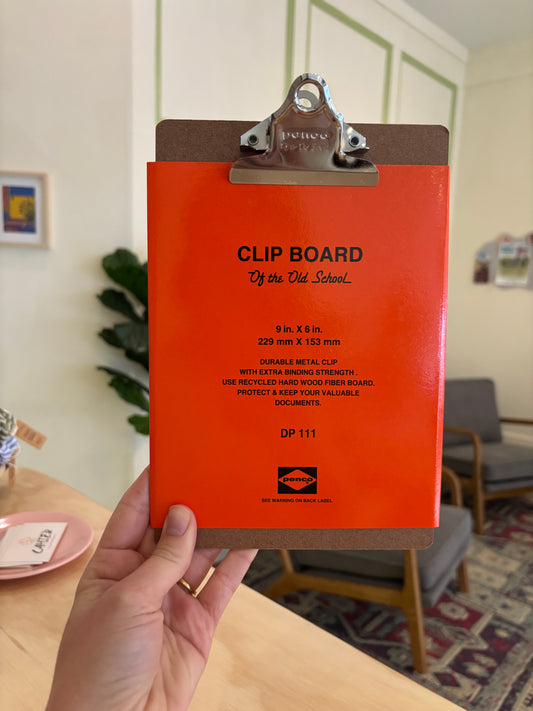 penco
CLIP BOARD
Of the Old School
9 in. X 6 in.
229 mm X 153 mm
DURABLE METAL CLIP
WITH EXTRA BINDING STRENGTH .
USE RECYCLED HARD WOOD FIBER BOARD.
PROTECT & KEEP YOUR VALUABLE
DOCUMENTS.
DP 111
penco
SEE WARNING ON BACK LABEL